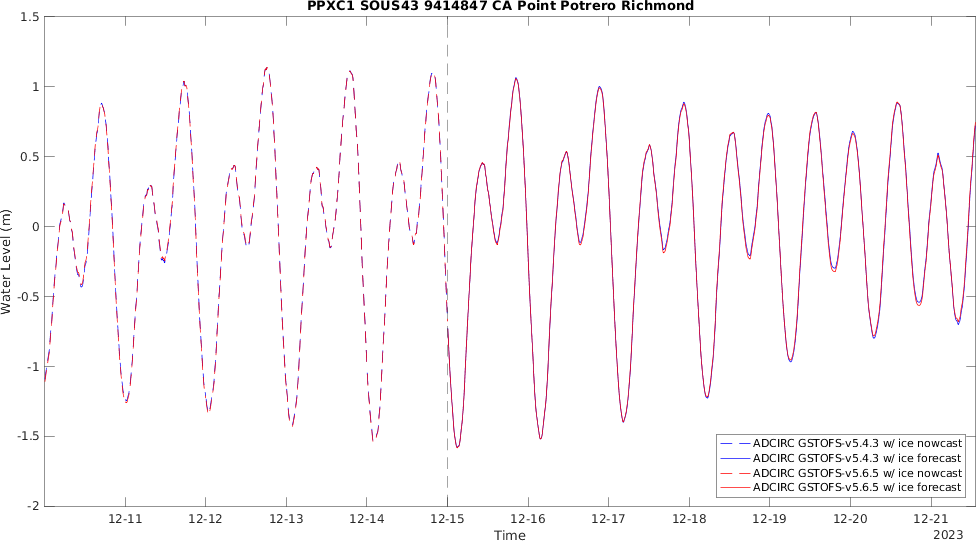 PPXC1 SOUS43 9414847 CA Point Potrero Richmond
1.5
1
0.5
0
-0.5
-1
-1.5
-2
Water Level (m)
ADCIRC GSTOFS-v5.4.3 w/ ice nowcast
ADCIRC GSTOFS-v5.4.3 w/ ice forecast
ADCIRC GSTOFS-v5.6.5 w/ ice nowcast
ADCIRC GSTOFS-v5.6.5 w/ ice forecast
12-11 12-12 12-13 12-14 12-15 12-16 12-17 12-18 12-19 12-20 12-21
Time
2023